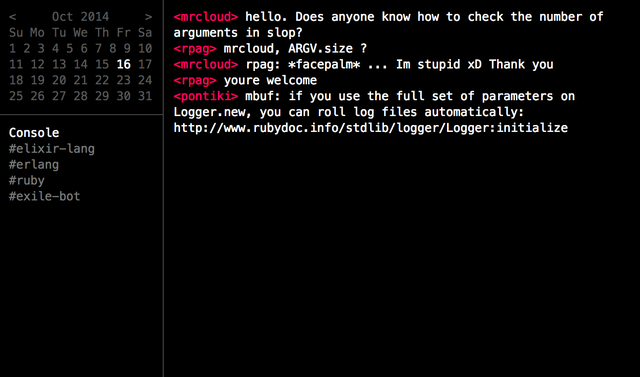 < Oct 2014 >
Su Mo Tu We Th Fr Sa
1 2 3 4 5 6 7 8 9 10
11 12 13 14 15 16 17
18 19 20 21 22 23 24
25 26 27 28 29 30 31
Console
#elixir-lang
#erlang
#ruby
#exile-bot
<mrcloud> hello. Does anyone know how to check the number of
arguments in slop?
<rpag> mrcloud, ARGV.size ?
<mrcloud> rpag: *facepalm* ... Im stupid xD Thank you
<rpag> youre welcome
<pontiki> mbuf: if you use the full set of parameters on
Logger.new, you can roll log files automatically:
http://www.rubydoc.info/stdlib/logger/Logger:initialize